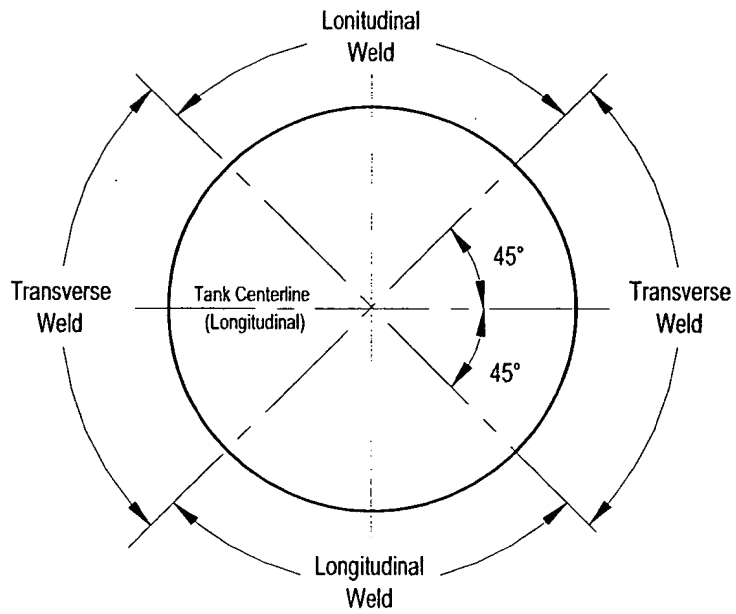 Lonitudinal
Weld
45°
Transverse
Weld
Tank Centerline
(Longitudinal)
Transverse
Weld
45°
Longitudinal
Weld